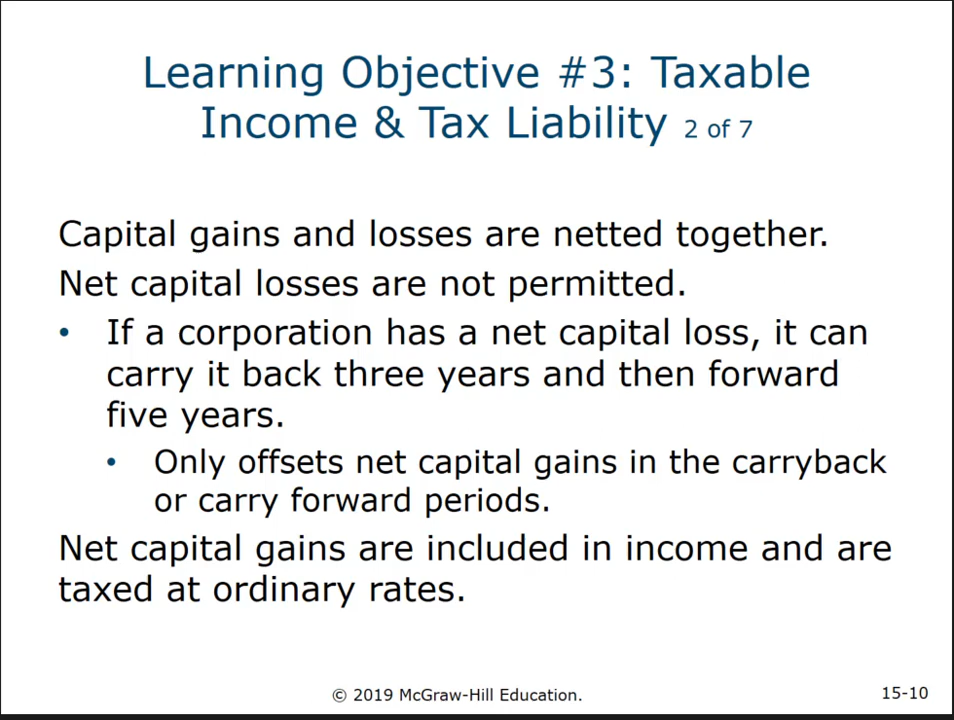 Learning Objective #3: Taxable
Income & Tax Liability 2 of 7
Capital gains and losses are netted together.
Net capital losses are not permitted.
• If a corporation has a net capital loss, it can
carry it back three years and then forward
five years.
• Only offsets net capital gains in the carryback
or carry forward periods.
Net capital gains are included in income and are
taxed at ordinary rates.
© 2019 McGraw-Hill Education.
15-10